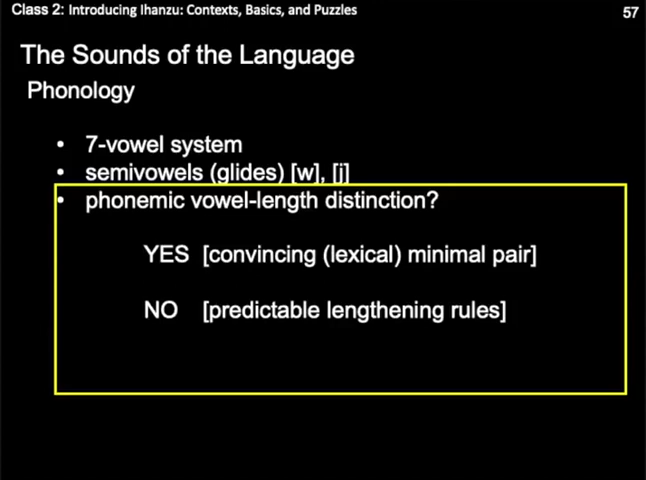 Class 2: Introducing Ihanzu: Contexts, Basics, and Puzzles
57
The Sounds of the Language
Phonology
• 7-vowel system
• semivowels (glides) [w], [j]
• phonemic vowel-length distinction?
YES [convincing (lexical) minimal pair]
NO [predictable lengthening rules]